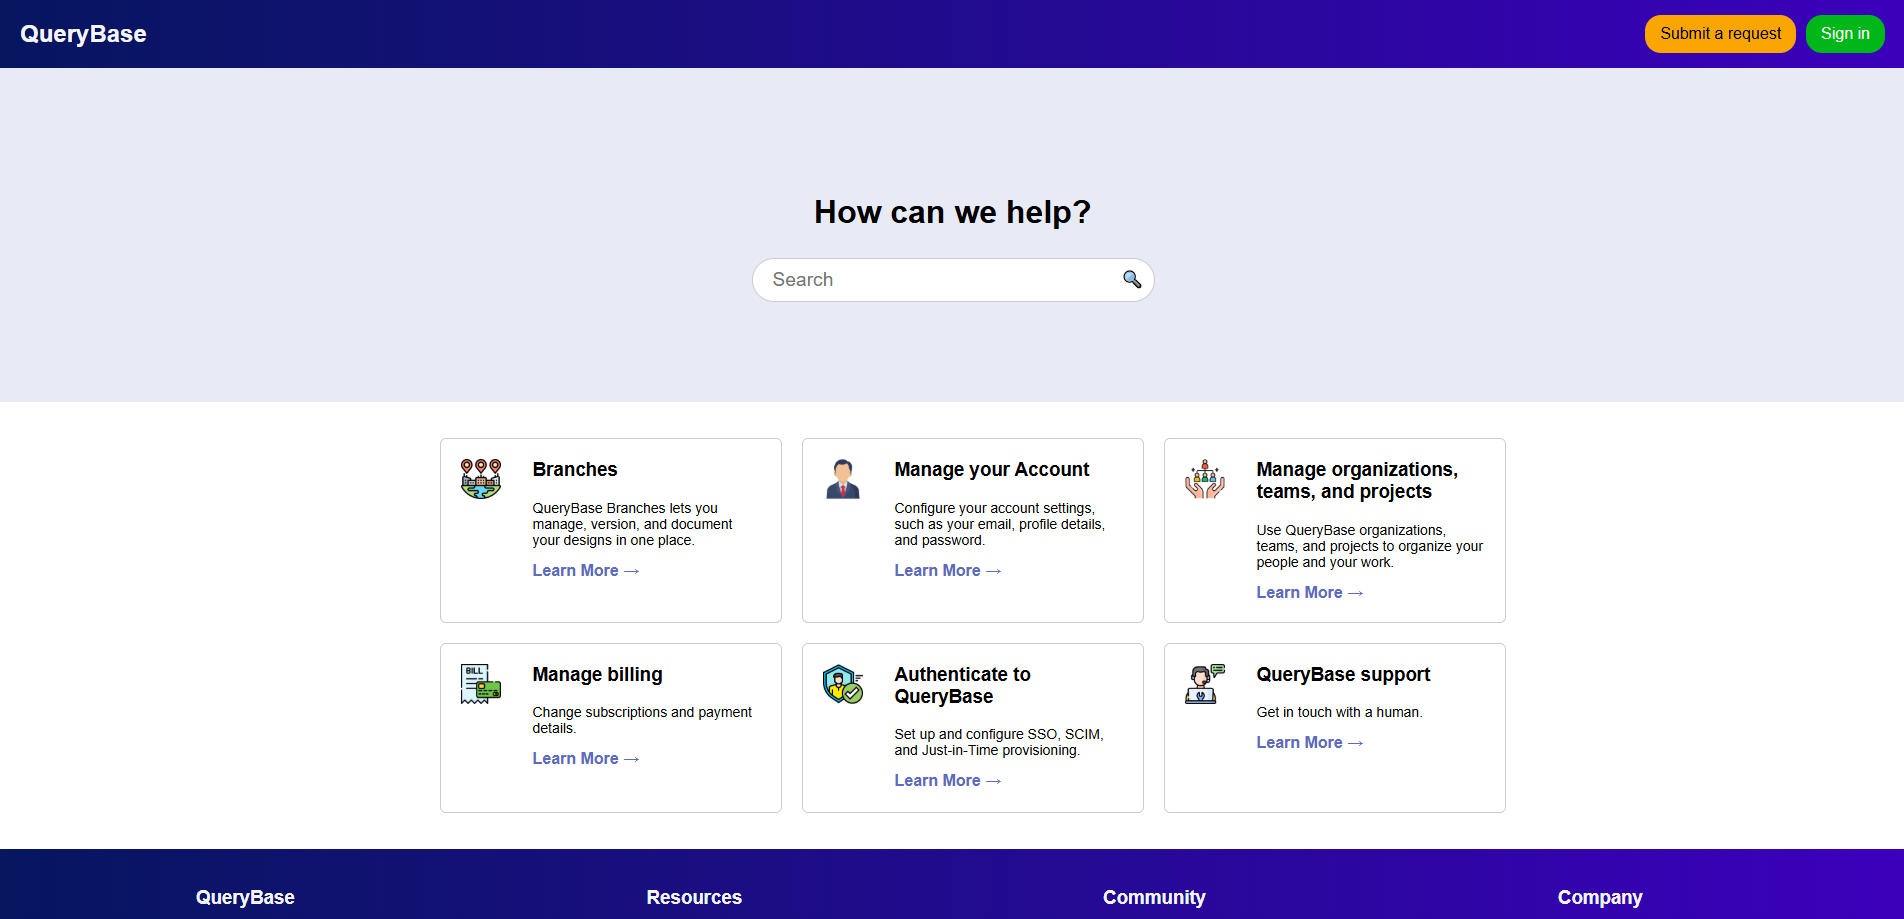 QueryBase
Submit a request
Sign in
How can we help?
Search
Branches
QueryBase Branches lets you
manage, version, and document
your designs in one place.
Learn More →
Manage your Account
Configure your account settings,
such as your email, profile details,
and password.
Learn More →
Manage organizations,
teams, and projects
Use QueryBase organizations,
teams, and projects to organize your
people and your work.
Learn More →
BILL
Manage billing
Change subscriptions and payment
details.
Learn More →
Authenticate to
QueryBase
Set up and configure SSO, SCIM,
and Just-in-Time provisioning.
Learn More →
QueryBase support
Get in touch with a human.
Learn More →
QueryBase
Resources
Community
Company